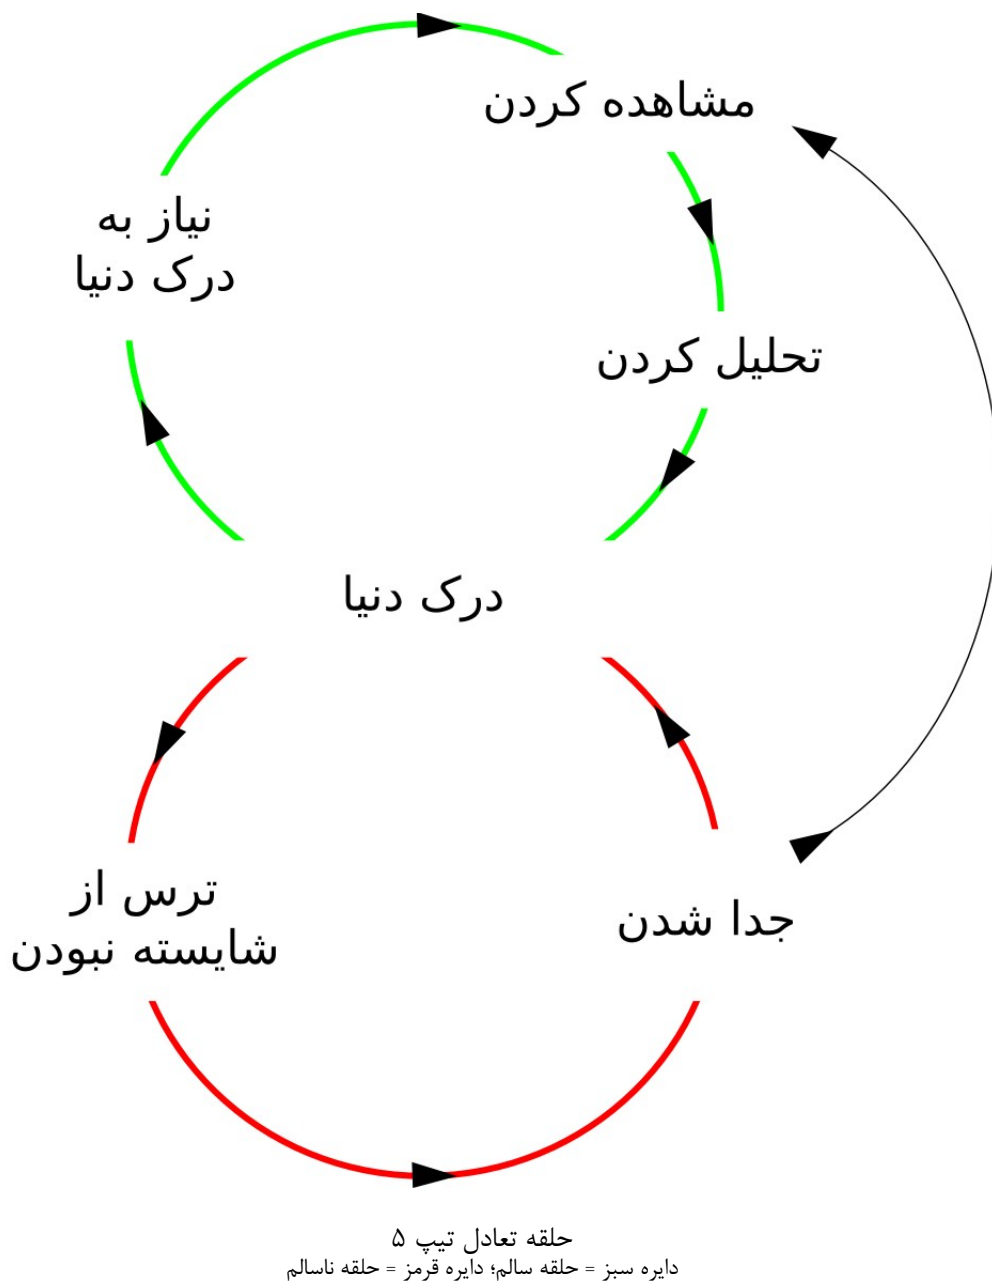 مشاهده کردن
نیاز به
درک دنیا
تحلیل کردن
درک دنیا
ترس از
شایسته نبودن
جدا شدن
حلقه تعادل تیپ ۵
دایره سبز = حلقه سالم؛ دایره قرمز = حلقه ناسالم